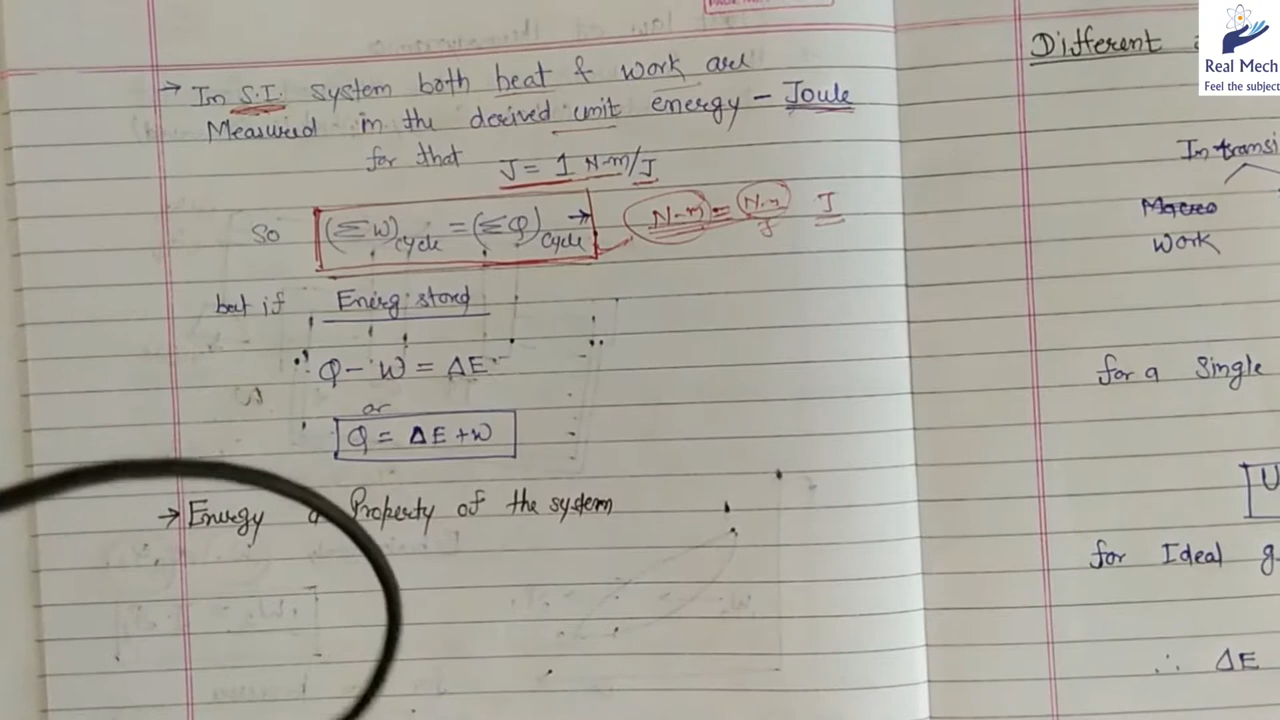 → In S.I. system both heat & work are
Measured in the derived unit energy - Joule
for that J = 1 N-m/J
So (ΣW)cycle = (ΣQ)cycle → N-m = N-m/J J
but if Energ stored
∴ Q - W = ΔE
or
Q = ΔE + W
→ Energy a Property of the system
Different
In transi
Macro
Work
for a Single
U
for Ideal g
∴ ΔE
Real Mech
Feel the subject